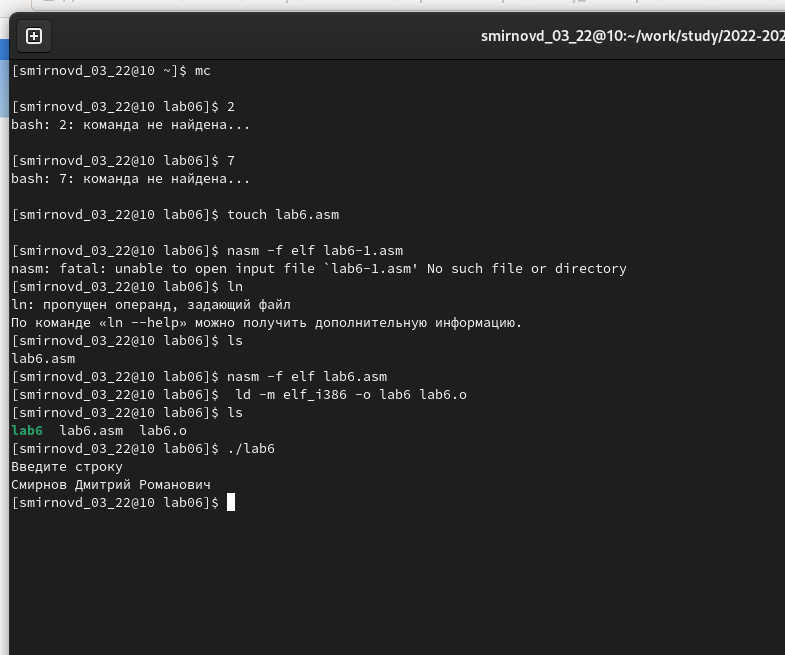 smirnovd_03_22@10:~/work/study/2022-202
[smirnovd_03_22@10 ~]$ mc
[smirnovd_03_22@10 lab06]$ 2
bash: 2: команда не найдена...
[smirnovd_03_22@10 lab06]$ 7
bash: 7: команда не найдена...
[smirnovd_03_22@10 lab06]$ touch lab6.asm
[smirnovd_03_22@10 lab06]$ nasm -f elf lab6-1.asm
nasm: fatal: unable to open input file `lab6-1.asm' No such file or directory
[smirnovd_03_22@10 lab06]$ ln
ln: пропущен операнд, задающий файл
По команде «ln --help» можно получить дополнительную информацию.
[smirnovd_03_22@10 lab06]$ ls
lab6.asm
[smirnovd_03_22@10 lab06]$ nasm -f elf lab6.asm
[smirnovd_03_22@10 lab06]$  ld -m elf_i386 -o lab6 lab6.o
[smirnovd_03_22@10 lab06]$ ls
lab6  lab6.asm  lab6.o
[smirnovd_03_22@10 lab06]$ ./lab6
Введите строку
Смирнов Дмитрий Романович
[smirnovd_03_22@10 lab06]$